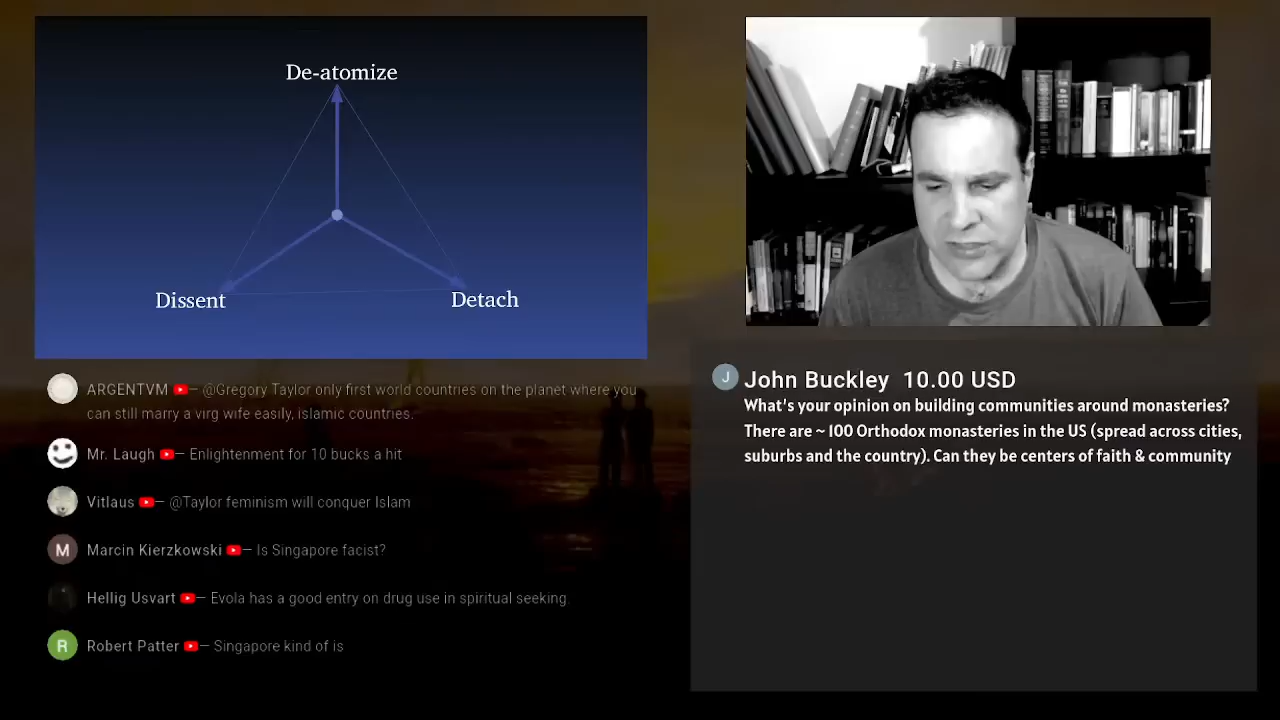 De-atomize
Dissent
Detach
ARGENTVM — @Gregory Taylor only first world countries on the planet where you
can still marry a virg wife easily, islamic countries.
Mr. Laugh — Enlightenment for 10 bucks a hit
Vitlaus — @Taylor feminism will conquer Islam
M Marcin Kierzkowski — Is Singapore facist?
Hellig Usvart — Evola has a good entry on drug use in spiritual seeking.
R Robert Patter — Singapore kind of is
J John Buckley 10.00 USD
What's your opinion on building communities around monasteries?
There are ~ 100 Orthodox monasteries in the US (spread across cities,
suburbs and the country). Can they be centers of faith & community